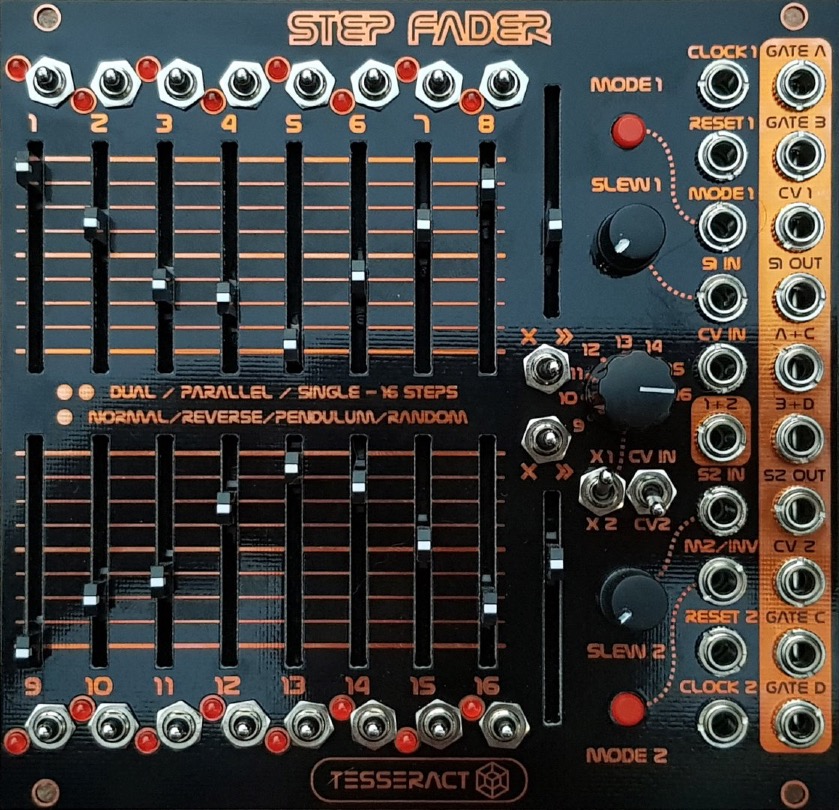 STEP FADER
CLOCK 1 GATE A
MODE 1
1 2 3 4 5 6 7 8
RESET 1 GATE B
SLEW 1
MODE 1 CV 1
S1 IN S1 OUT
CV IN A+C
X »
13 14
12 15
11
DUAL / PARALLEL / SINGLE - 16 STEPS
10 16
1+2 B+D
NORMAL/REVERSE/PENDULUM/RANDOM
9
X »
X1 CV IN
S2 IN S2 OUT
X 2 CV2
M2/INV CV 2
RESET 2 GATE C
SLEW 2
9 10 11 12 13 14 15 16
CLOCK 2 GATE D
MODE 2
TESSERACT